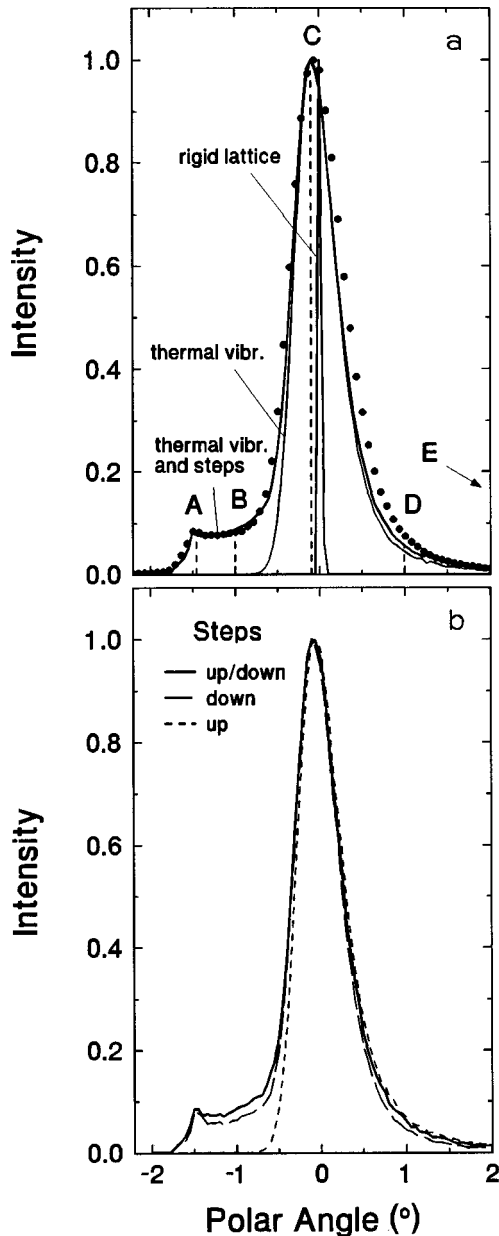 a
C
1.0
0.8
0.6
0.4
0.2
0.0
Intensity
rigid lattice
thermal vibr.
thermal vibr.
and steps
A
B
D
E
b
Steps
up/down
down
up
1.0
0.8
0.6
0.4
0.2
0.0
Intensity
-2
-1
0
1
2
Polar Angle (°)